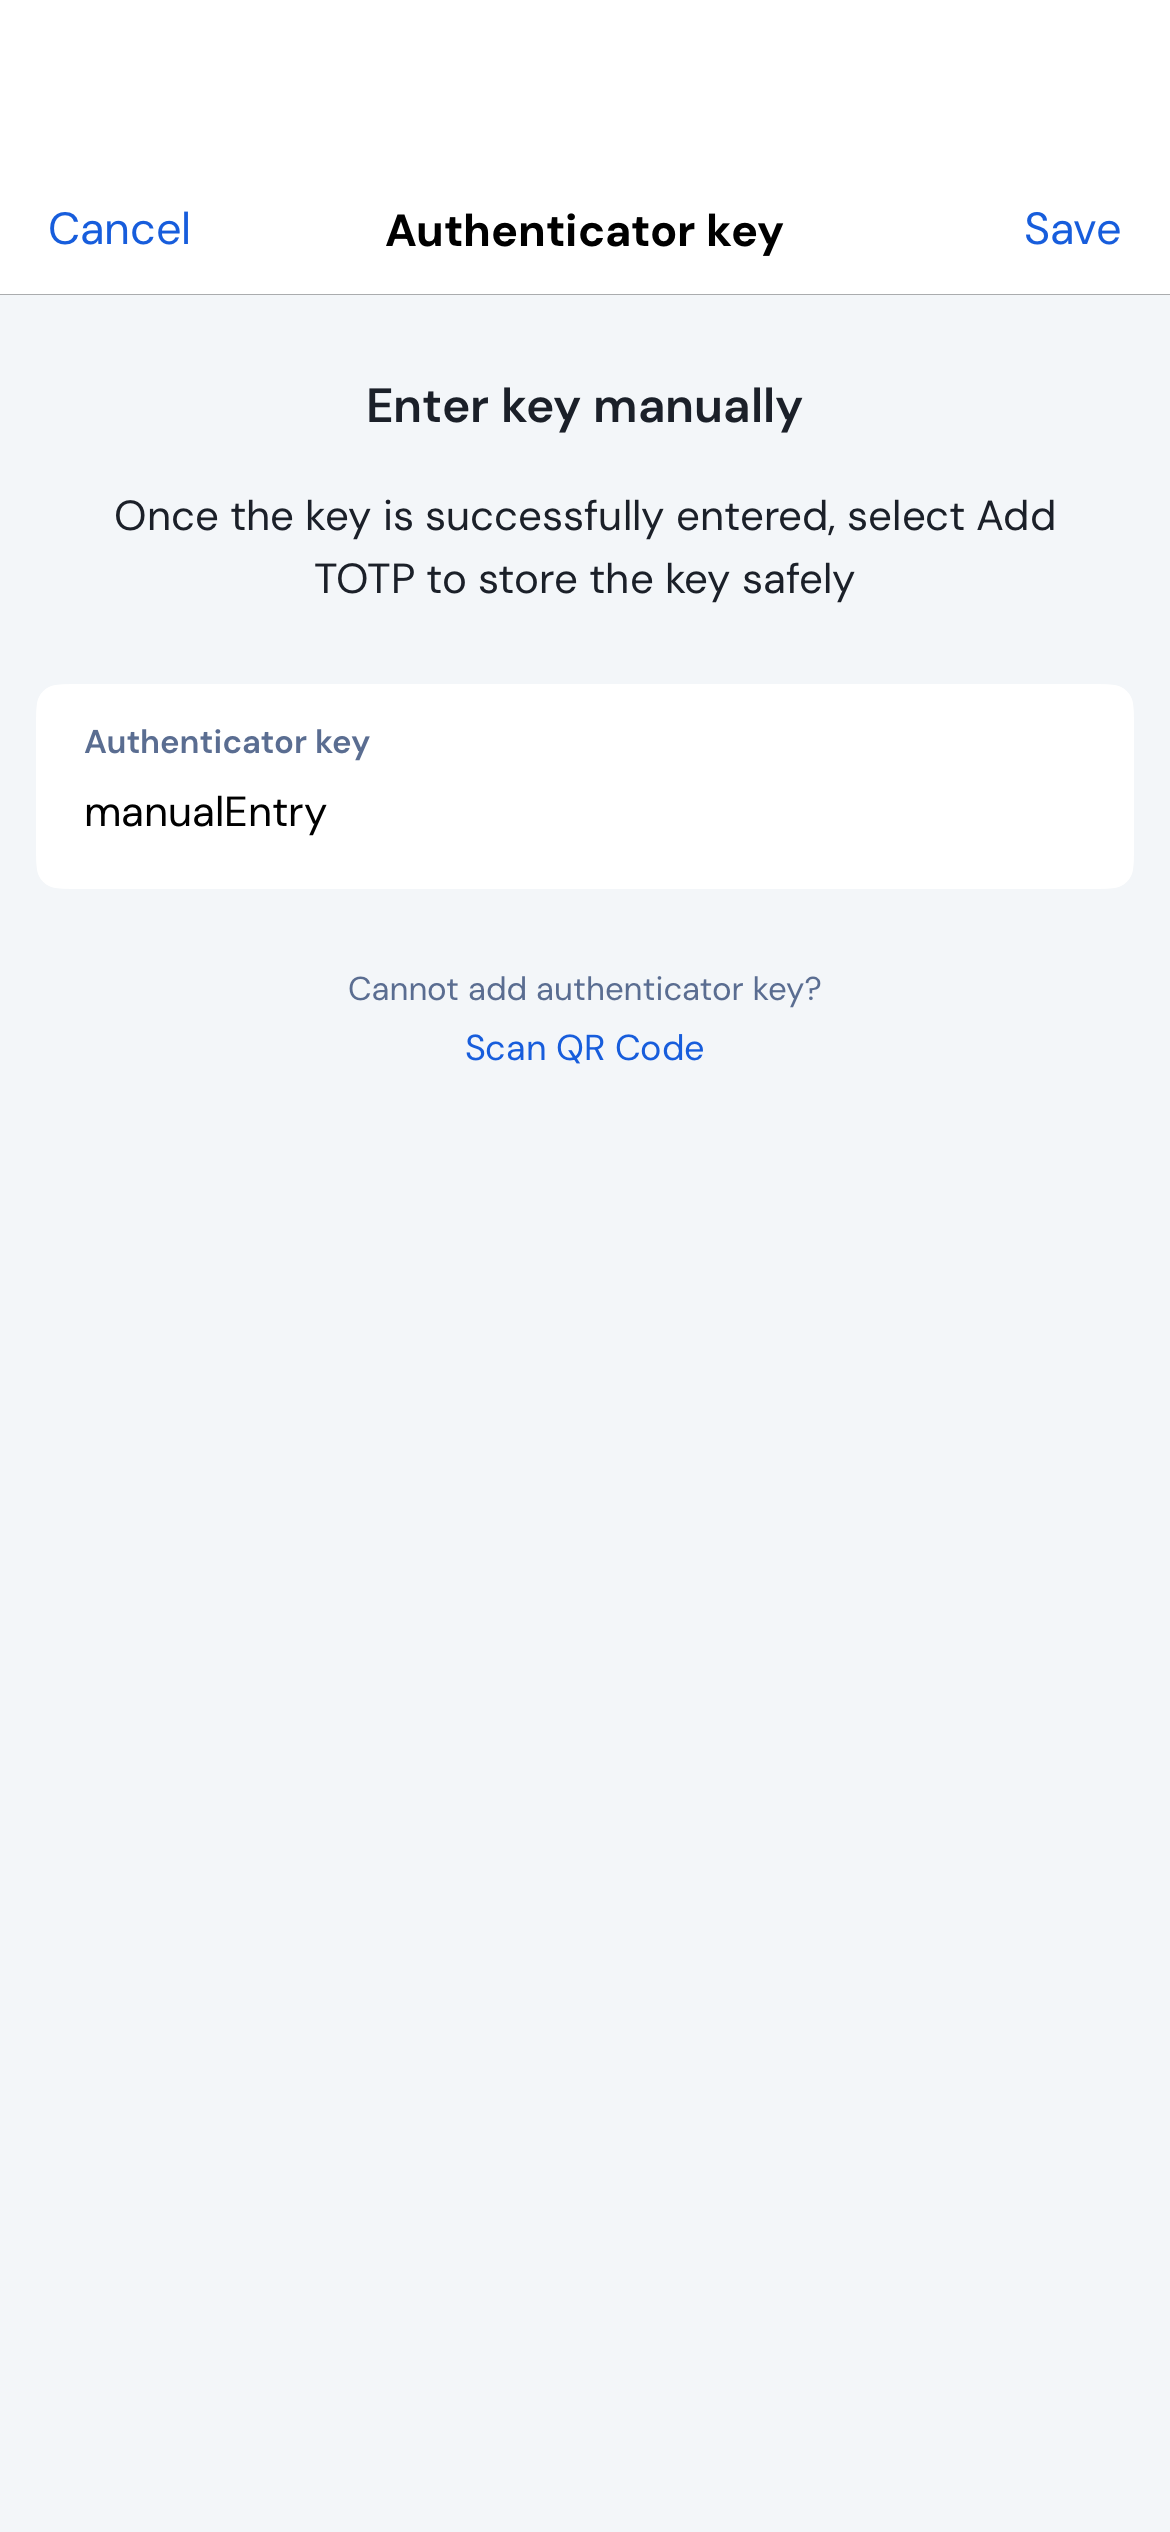 Cancel
Authenticator key
Save
Enter key manually
Once the key is successfully entered, select Add
TOTP to store the key safely
Authenticator key
manualEntry
Cannot add authenticator key?
Scan QR Code